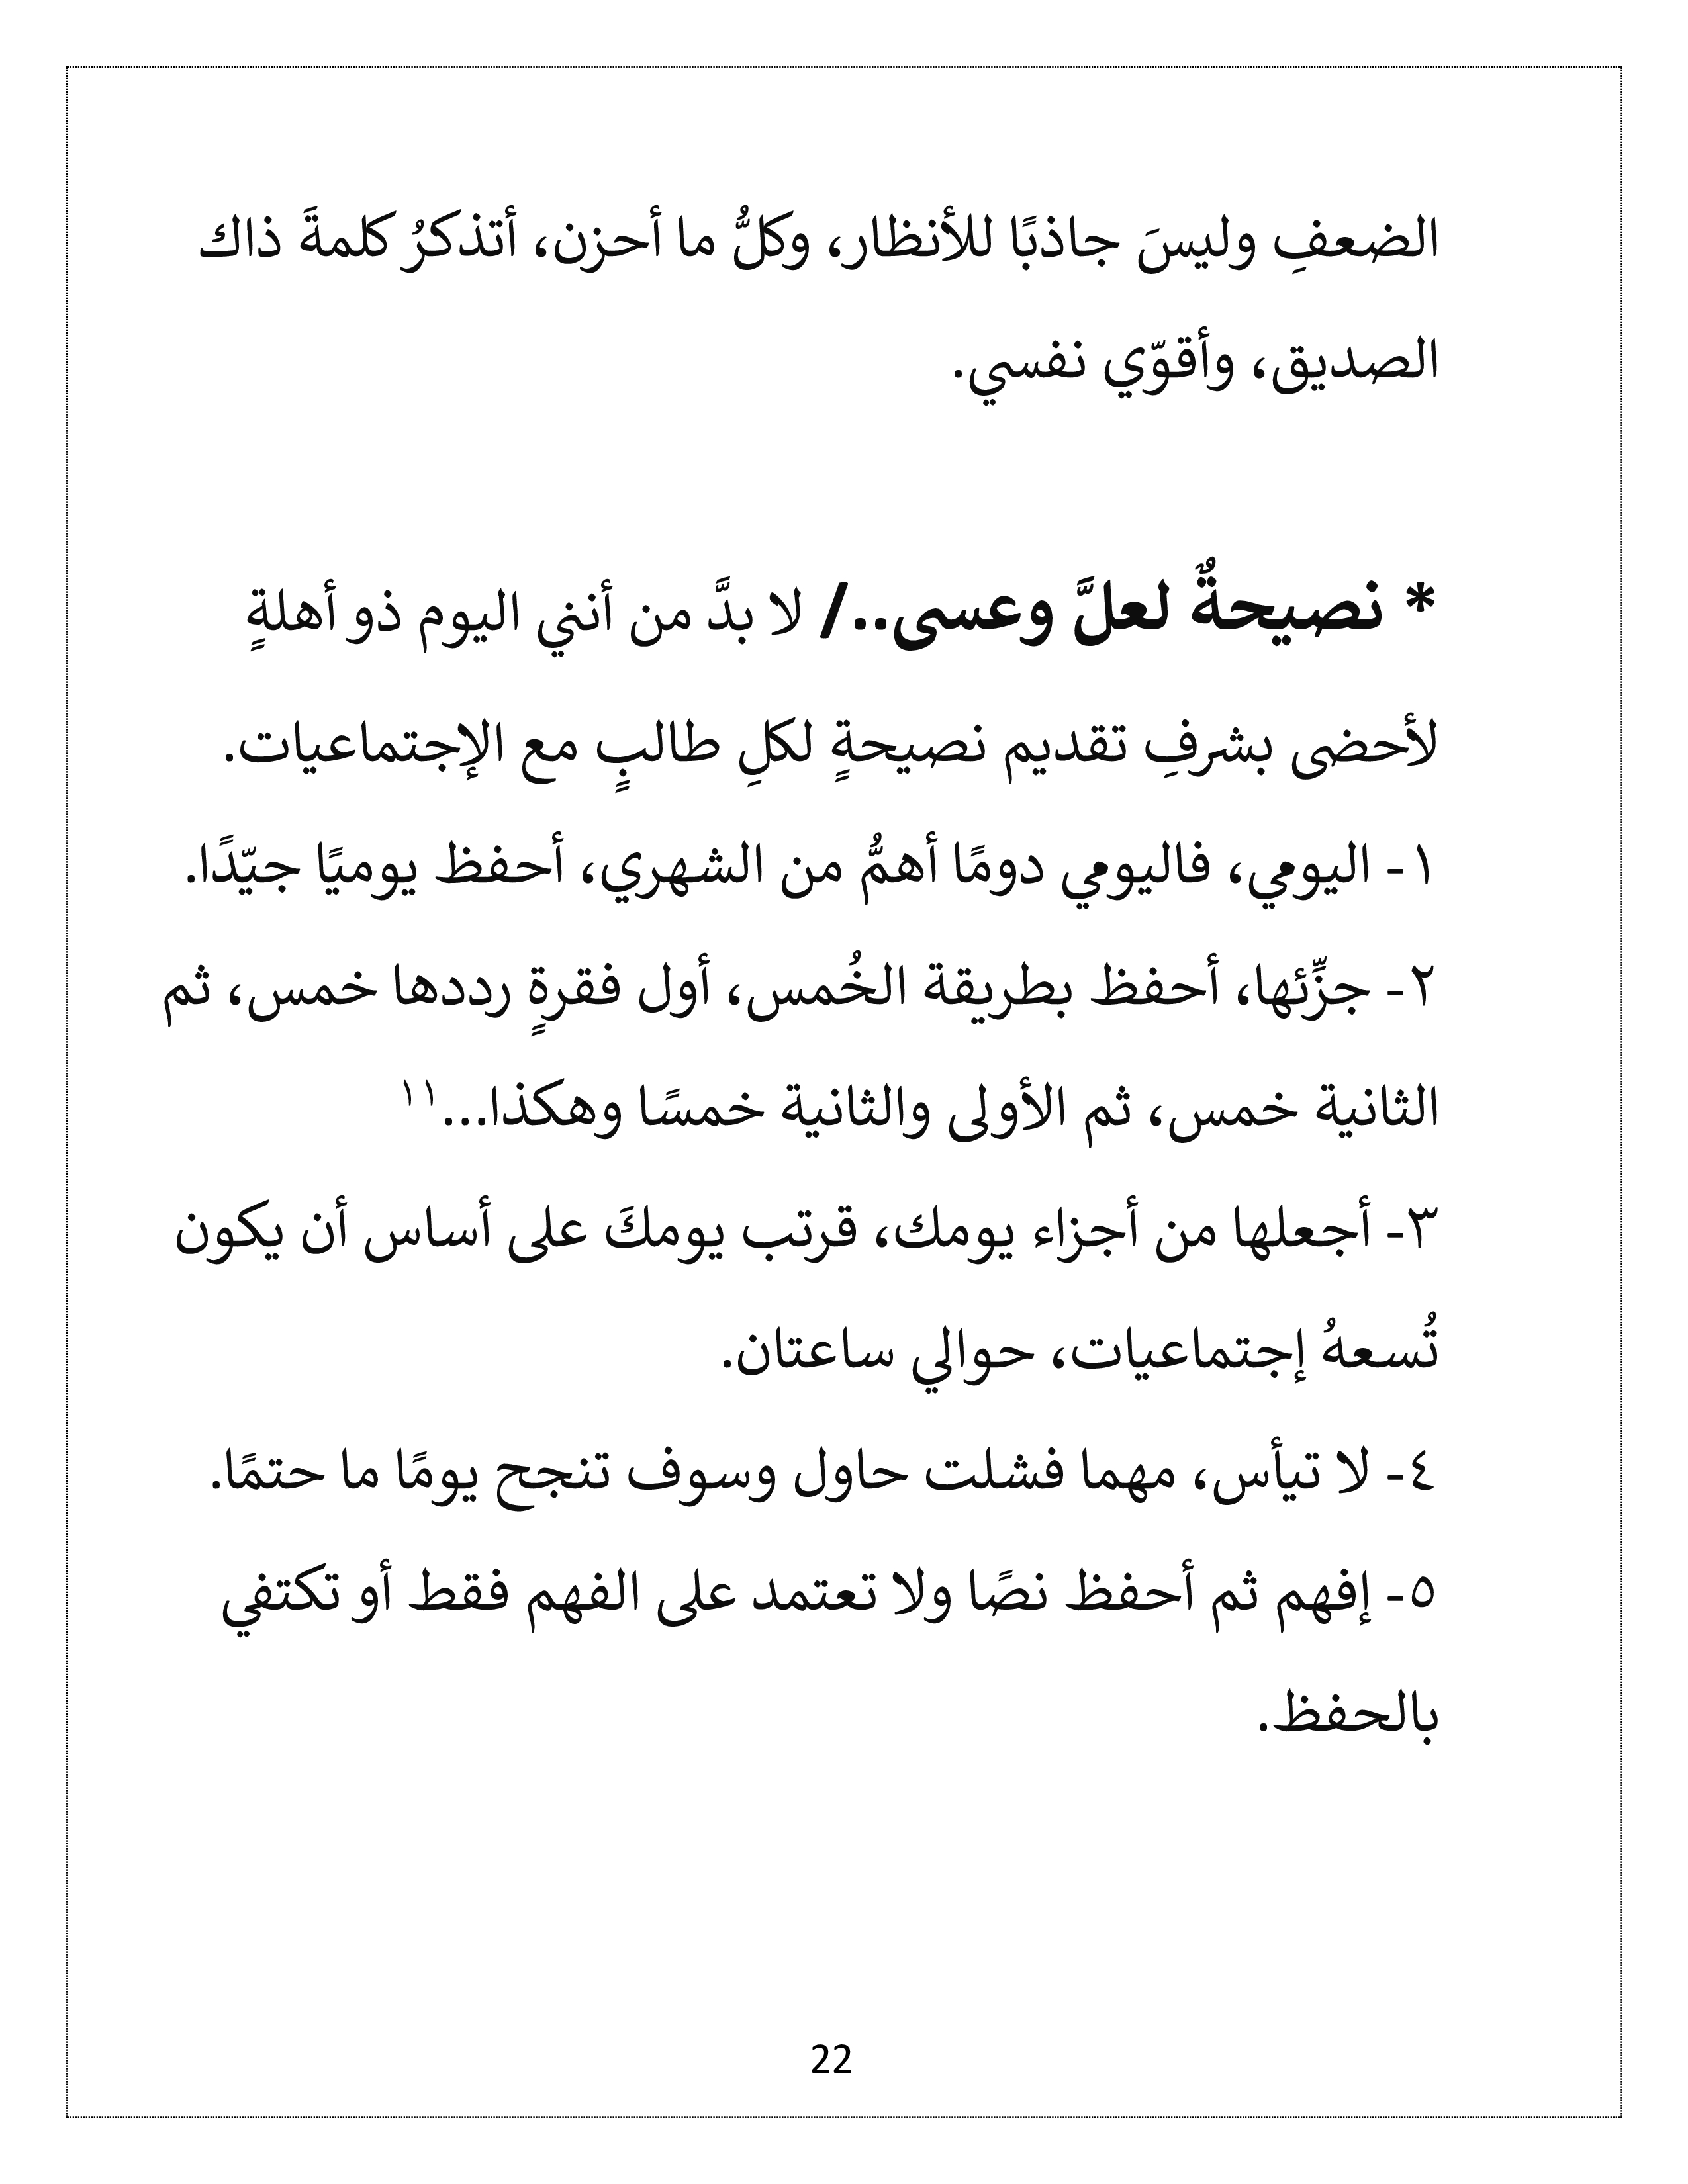 الضعفِ وليسَ جاذبًا للأنظار، وكلُّ ما أحزن، أتذكرُ كلمةَ ذاك
الصديق، وأقوّي نفسي.
* نصيحةٌ لعلَّ وعسى../ لا بدَّ من أنني اليوم ذو أهلةٍ
لأحضى بشرفِ تقديم نصيحةٍ لكلِ طالبٍ مع الإجتماعيات.
١- اليومي، فاليومي دومًا أهمُّ من الشهري، أحفظ يوميًا جيّدًا.
٢- جزِّئها، أحفظ بطريقة الخُمس، أول فقرةٍ رددها خمس، ثم
الثانية خمس، ثم الأولى والثانية خمسًا وهكذا...١١
٣- أجعلها من أجزاء يومك، قرتب يومكَ على أساس أن يكون
تُسعهُ إجتماعيات، حوالي ساعتان.
٤- لا تيأس، مهما فشلت حاول وسوف تنجح يومًا ما حتمًا.
٥- إفهم ثم أحفظ نصًا ولا تعتمد على الفهم فقط أو تكتفي
بالحفظ.
22